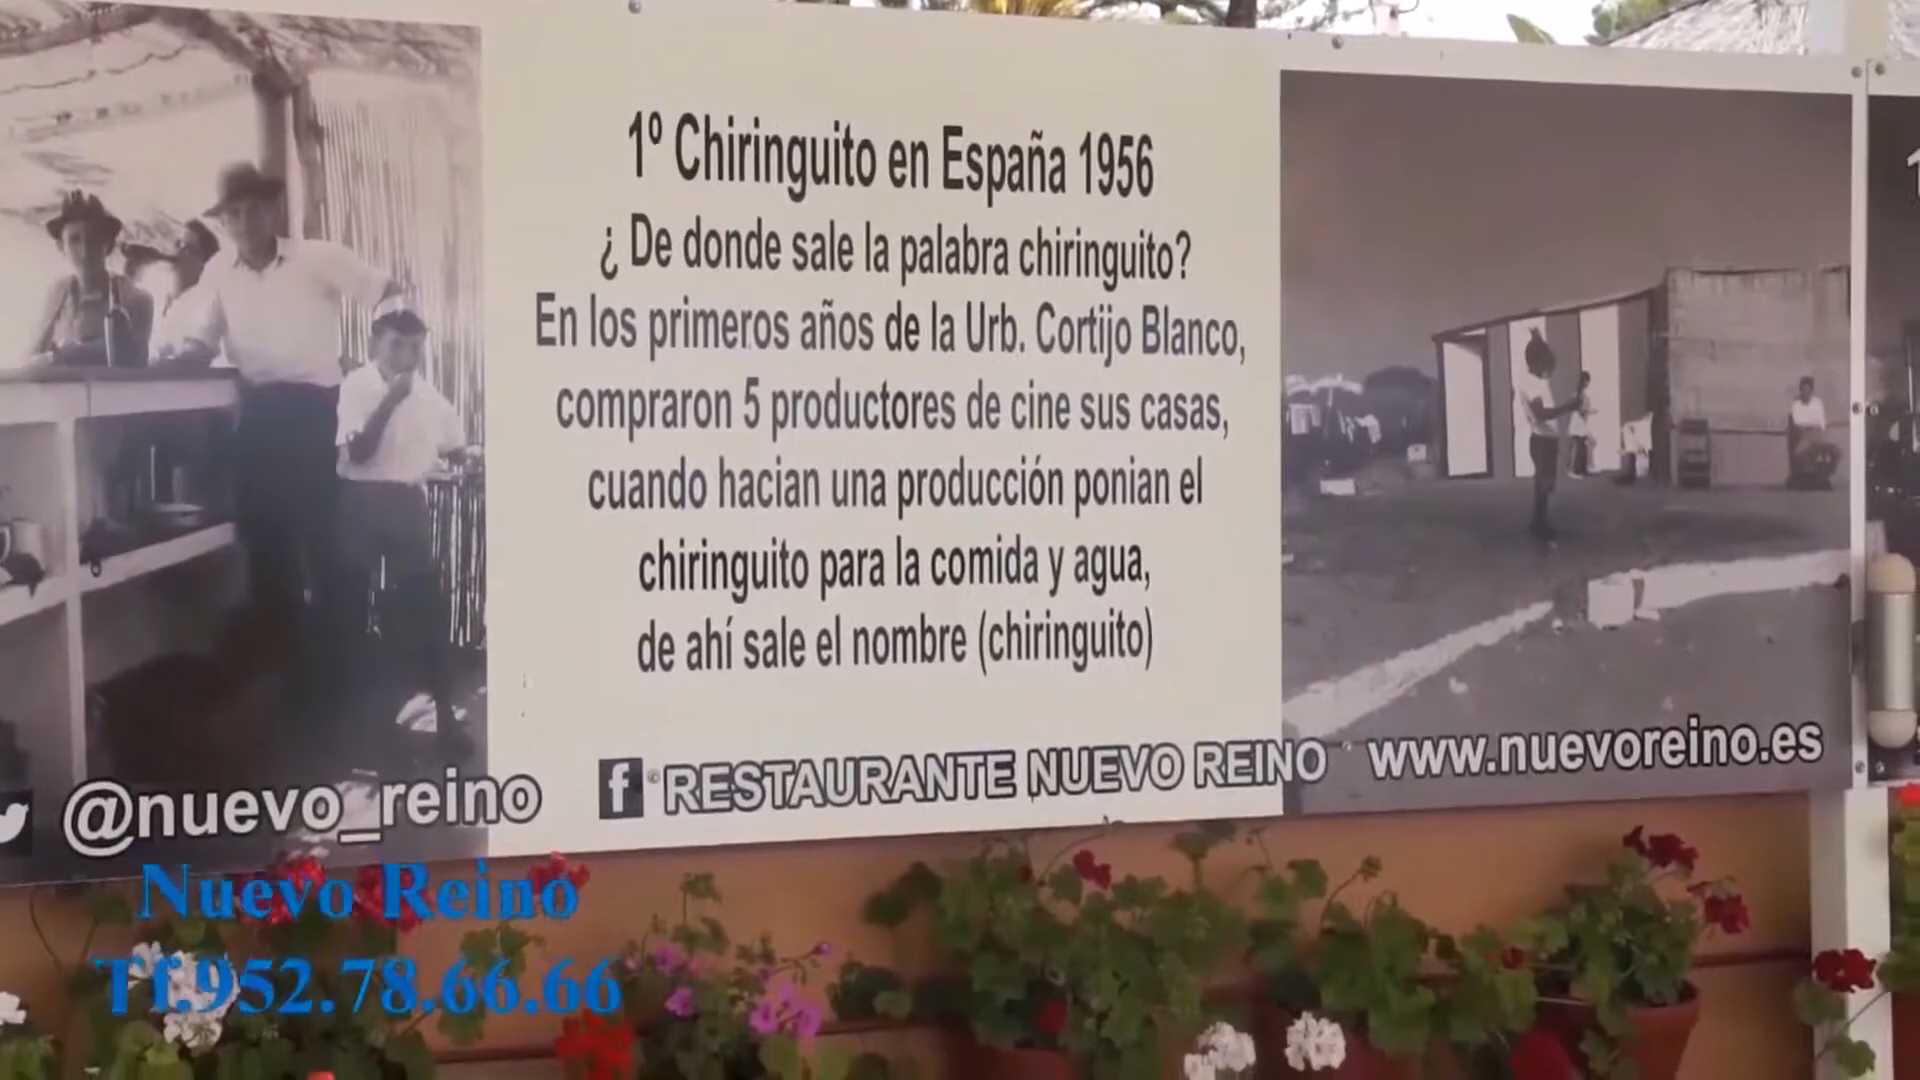 1º Chiringuito en España 1956
¿ De donde sale la palabra chiringuito?
En los primeros años de la Urb. Cortijo Blanco,
compraron 5 productores de cine sus casas,
cuando hacian una producción ponian el
chiringuito para la comida y agua,
de ahí sale el nombre (chiringuito)
@nuevo_reino
f RESTAURANTE NUEVO REINO
www.nuevoreino.es
Nuevo Reino
Tf.952.78.66.66